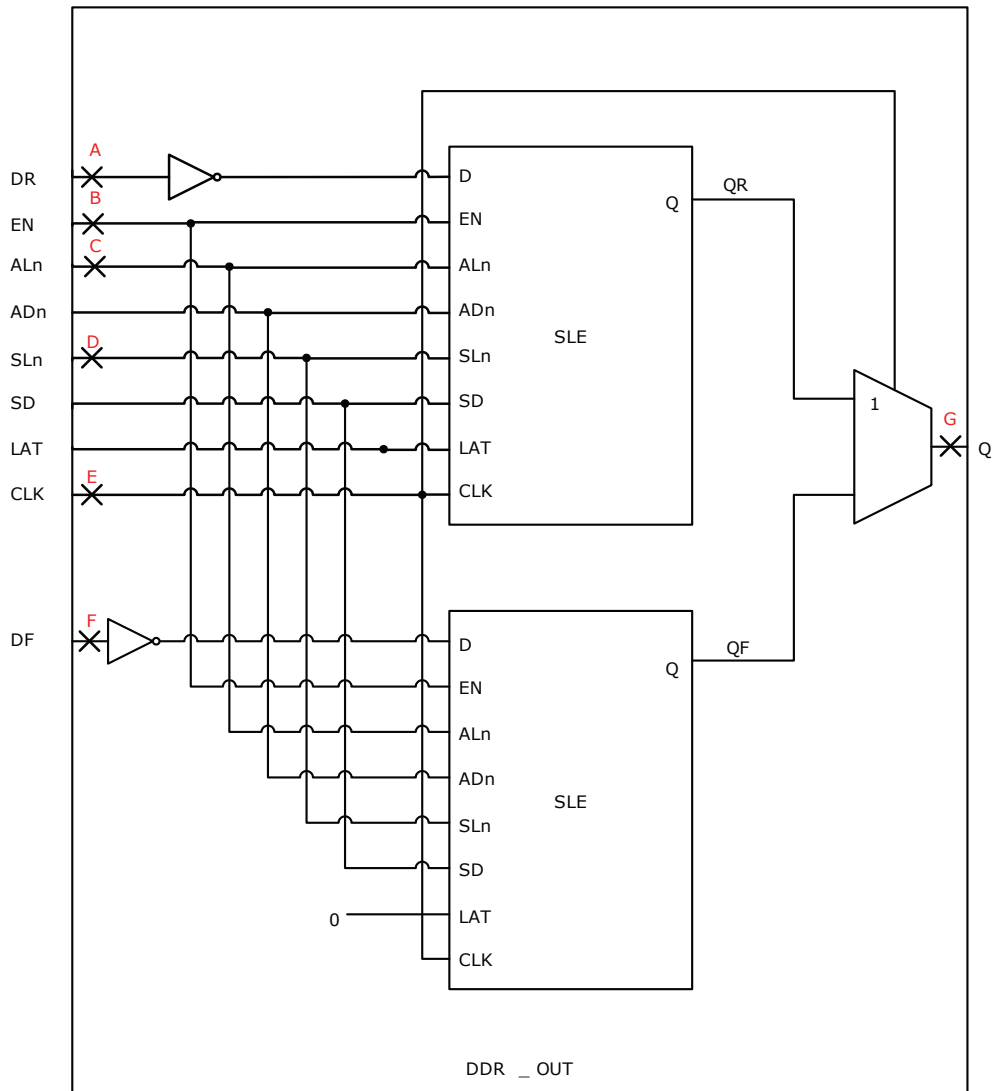 A
DR
D
B
QR
EN
EN
Q
C
ALn
ALn
ADn
ADn
SLE
D
SLn
SLn
SD
SD
1
G
LAT
LAT
Q
E
CLK
CLK
F
DF
D
QF
EN
Q
ALn
ADn
SLE
SLn
SD
0
LAT
CLK
DDR _ OUT